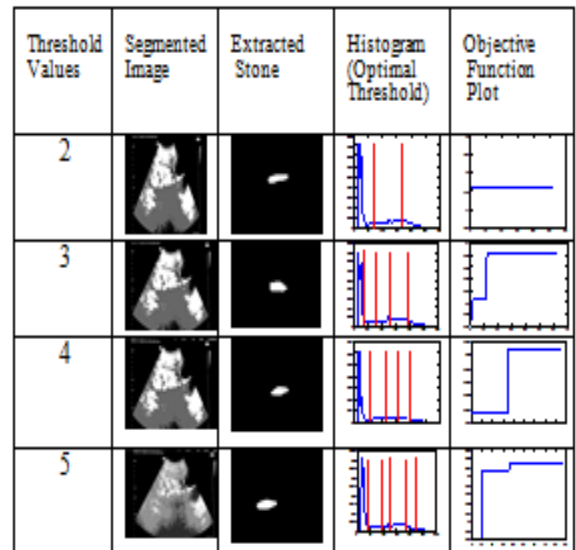 Threshold
Values
Segmented
Image
Extracted
Stone
Histogram
(Optimal
Threshold)
Objective
Function
Plot
2
3
4
5